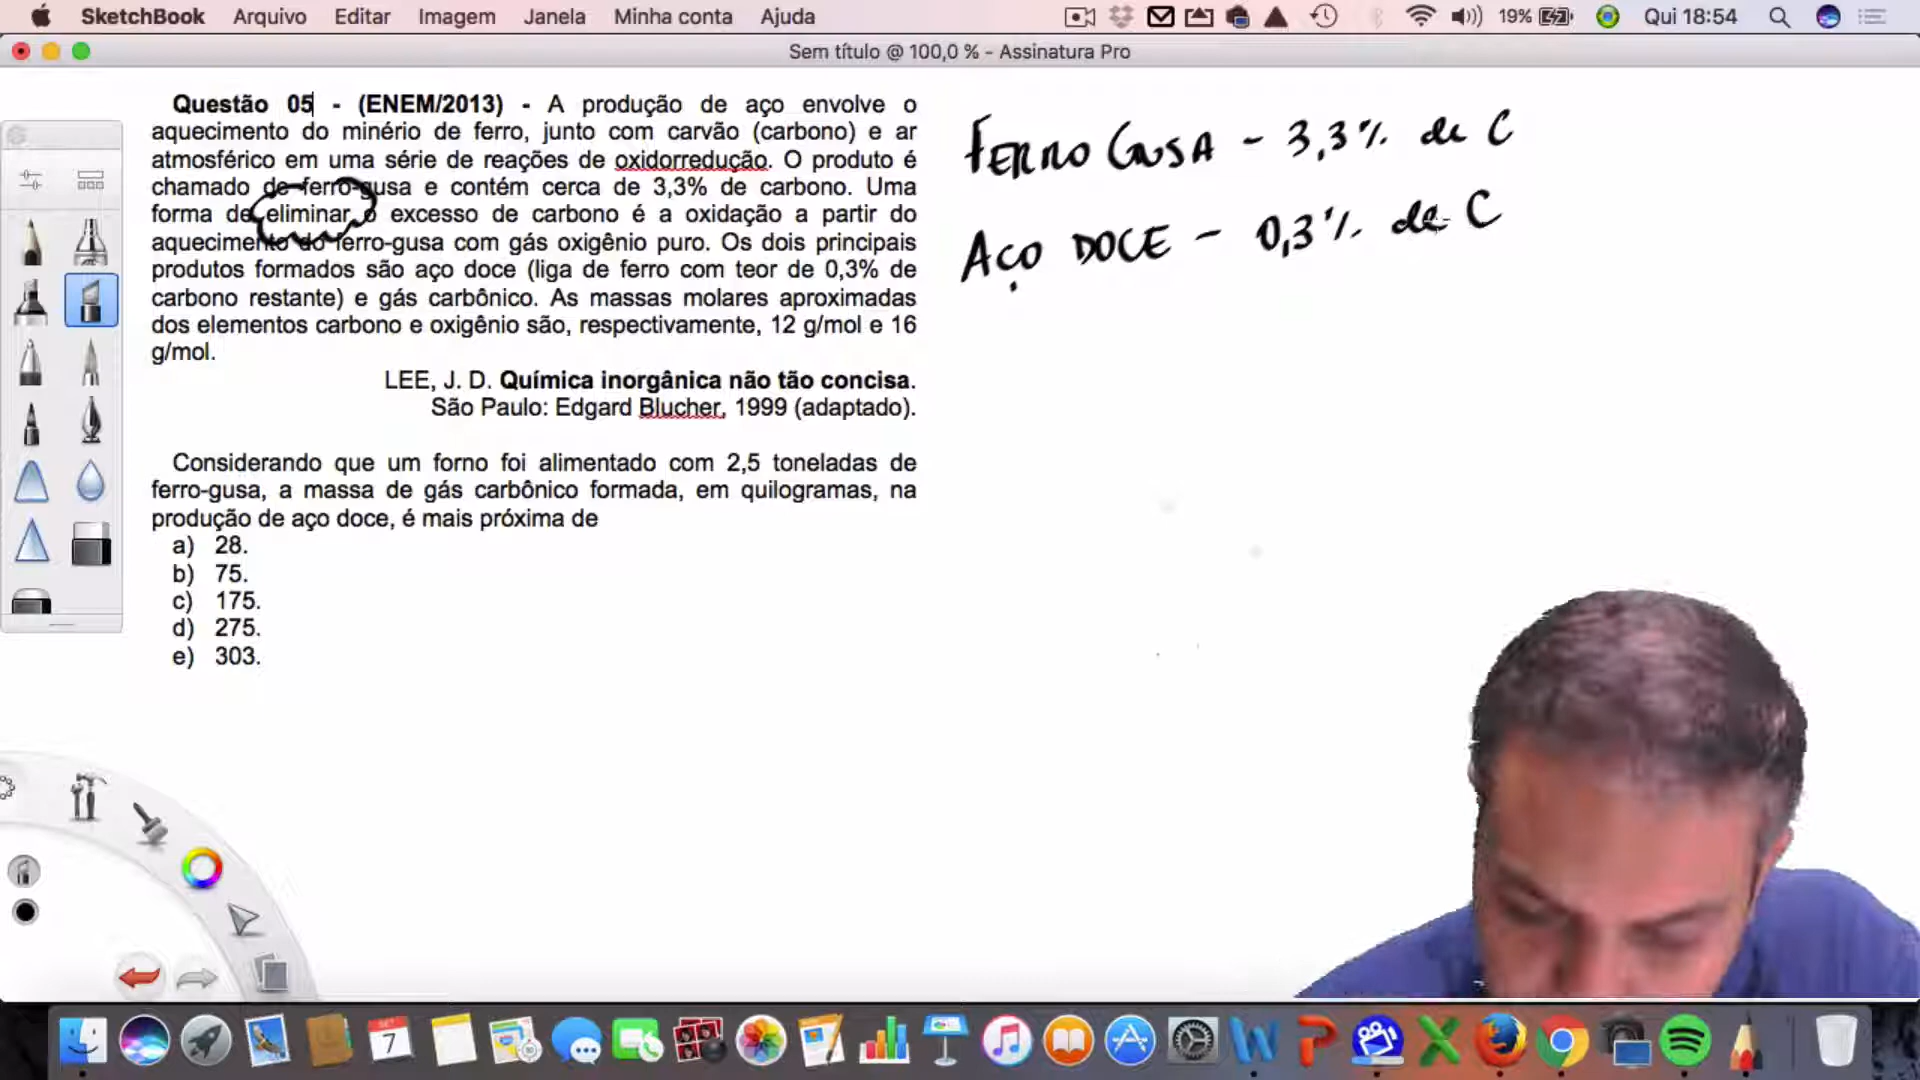 SketchBook Arquivo Editar Imagem Janela Minha conta Ajuda 19% Qui 18:54
Sem título @ 100,0 % - Assinatura Pro
Questão 05 - (ENEM/2013) - A produção de aço envolve o
aquecimento do minério de ferro, junto com carvão (carbono) e ar
atmosférico em uma série de reações de oxidorredução. O produto é
chamado de ferro-gusa e contém cerca de 3,3% de carbono. Uma
forma de eliminar o excesso de carbono é a oxidação a partir do
aquecimento do ferro-gusa com gás oxigênio puro. Os dois principais
produtos formados são aço doce (liga de ferro com teor de 0,3% de
carbono restante) e gás carbônico. As massas molares aproximadas
dos elementos carbono e oxigênio são, respectivamente, 12 g/mol e 16
g/mol.
LEE, J. D. Química inorgânica não tão concisa.
São Paulo: Edgard Blucher, 1999 (adaptado).
Considerando que um forno foi alimentado com 2,5 toneladas de
ferro-gusa, a massa de gás carbônico formada, em quilogramas, na
produção de aço doce, é mais próxima de
a) 28.
b) 75.
c) 175.
d) 275.
e) 303.
FERRO GUSA - 3,3% de C
AÇO DOCE - 0,3% de C
7